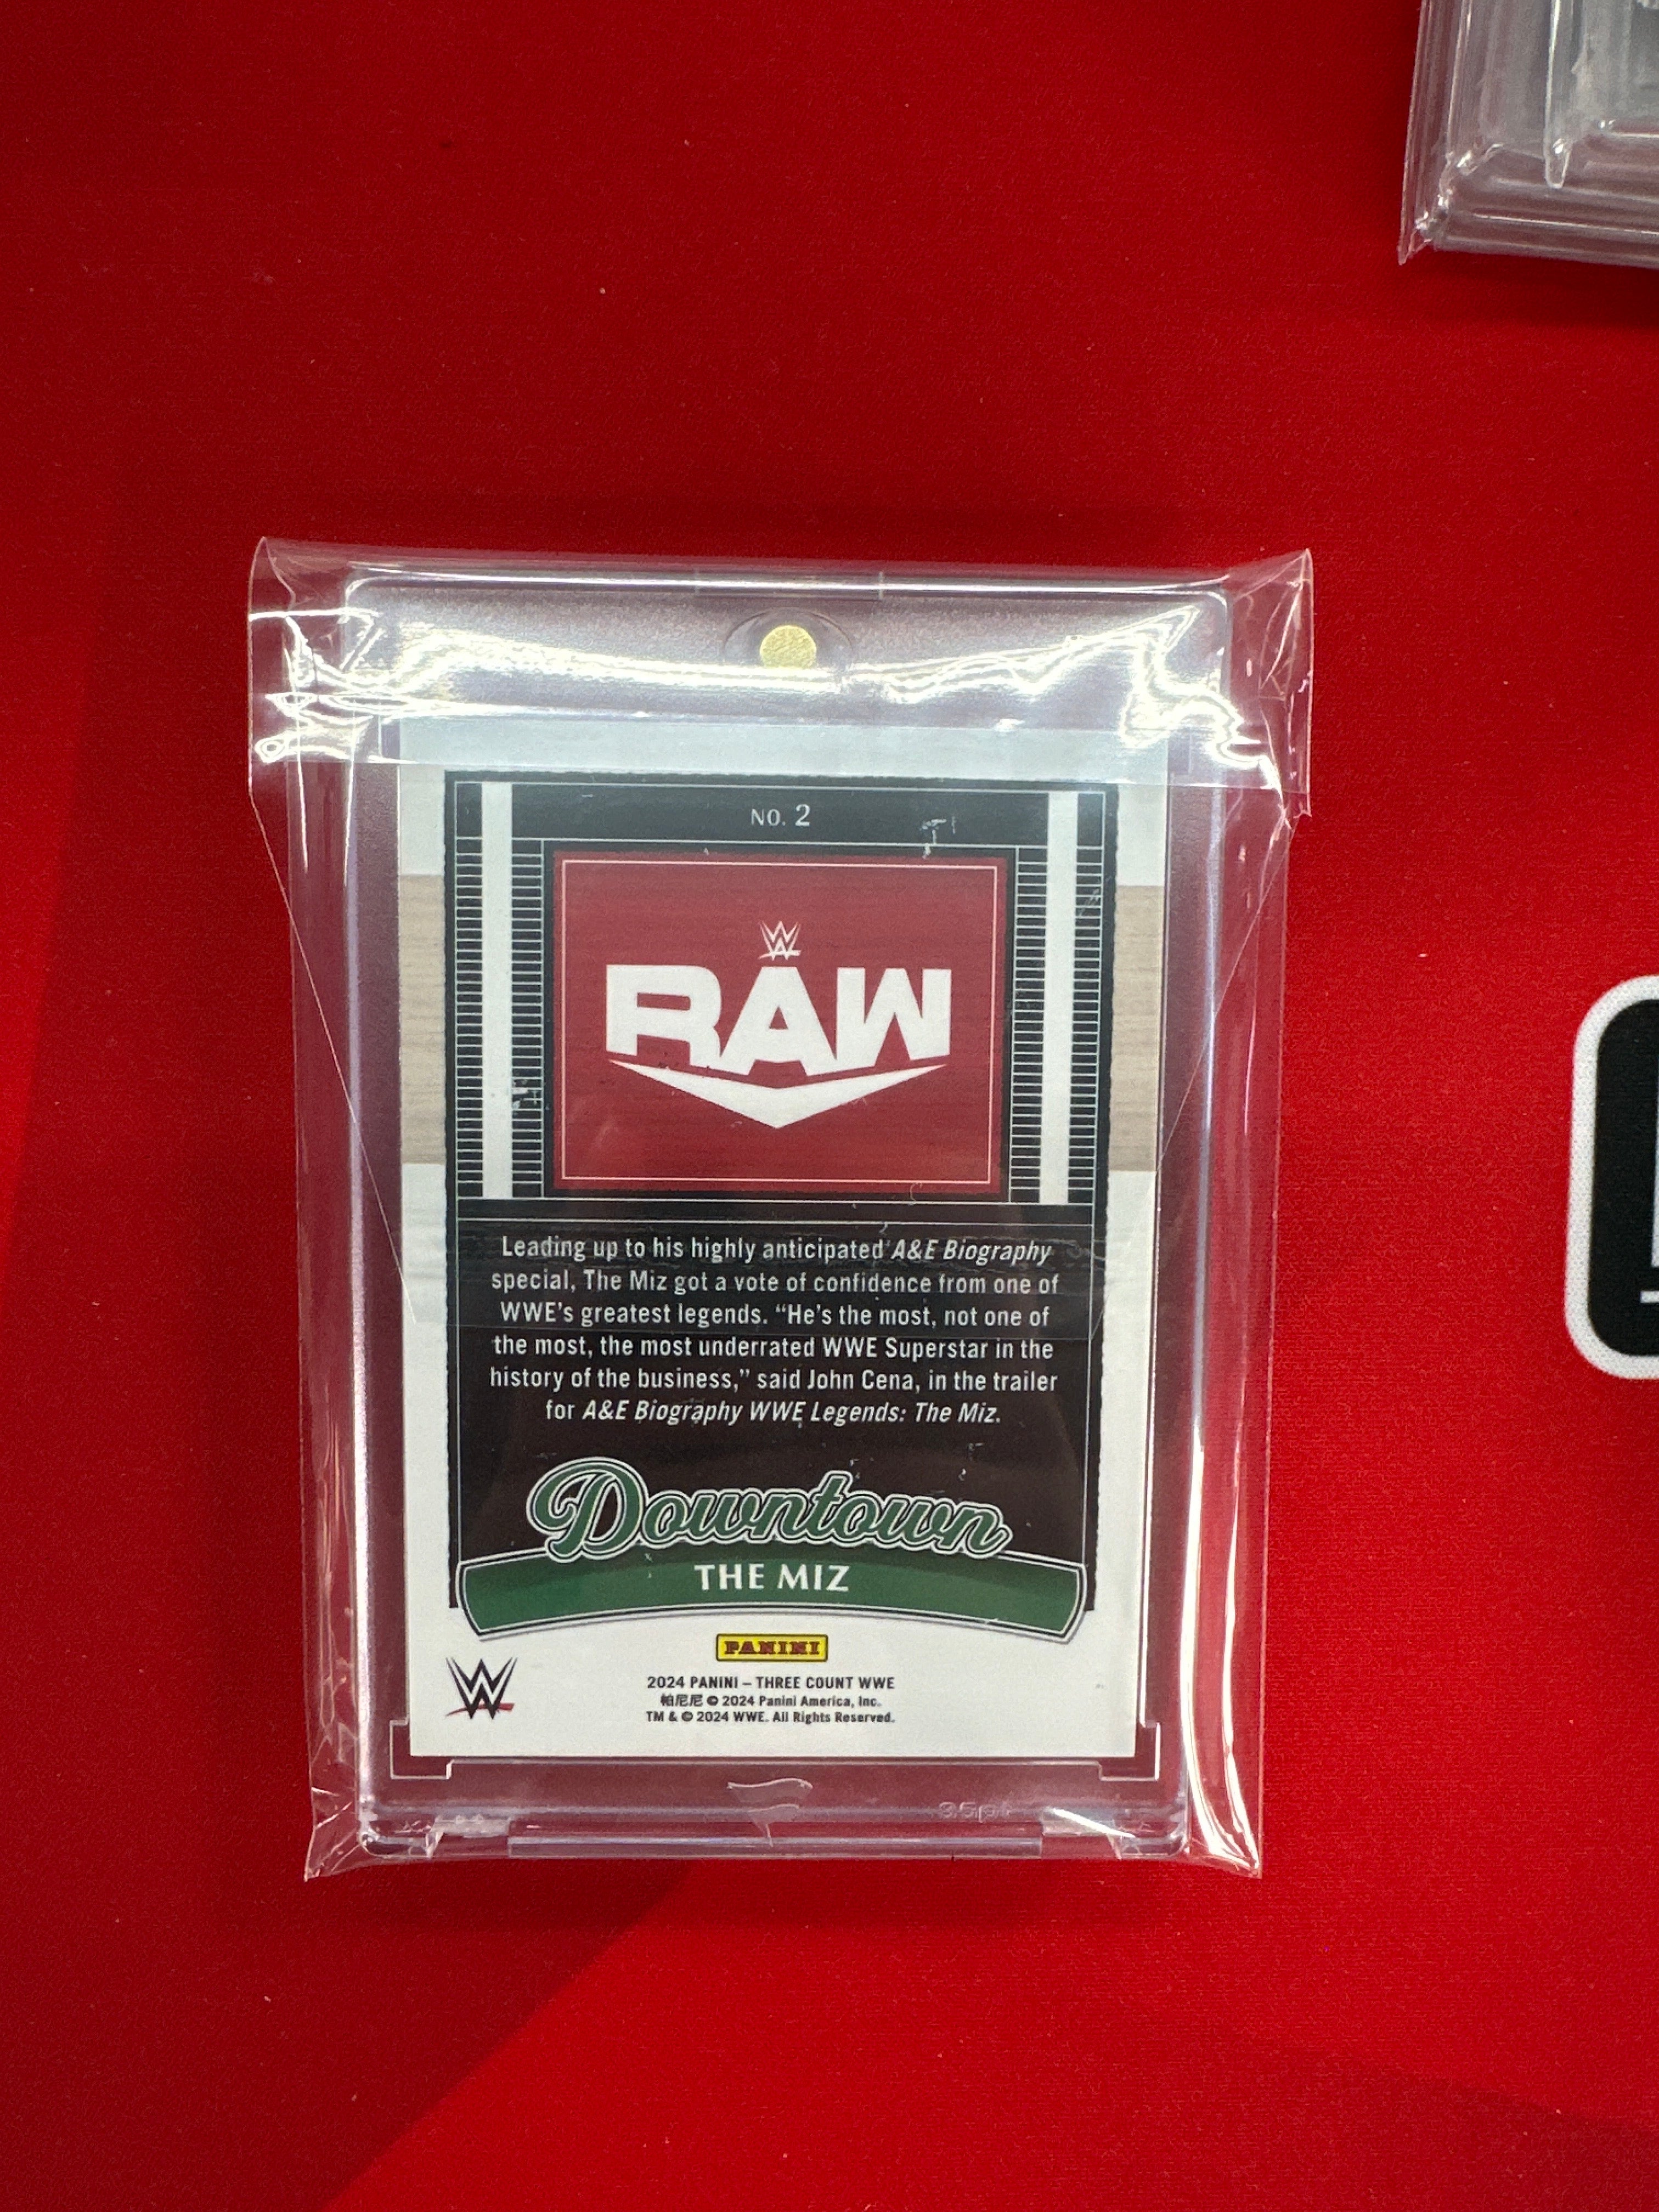 NO. 2
W
RAW
Leading up to his highly anticipated A&E Biography
special, The Miz got a vote of confidence from one of
WWE's greatest legends. “He's the most, not one of
the most, the most underrated WWE Superstar in the
history of the business,” said John Cena, in the trailer
for A&E Biography WWE Legends: The Miz.
Downtown
THE MIZ
PANINI
W
2024 PANINI – THREE COUNT WWE
帕尼尼 © 2024 Panini America, Inc.
TM & © 2024 WWE. All Rights Reserved.
35pt